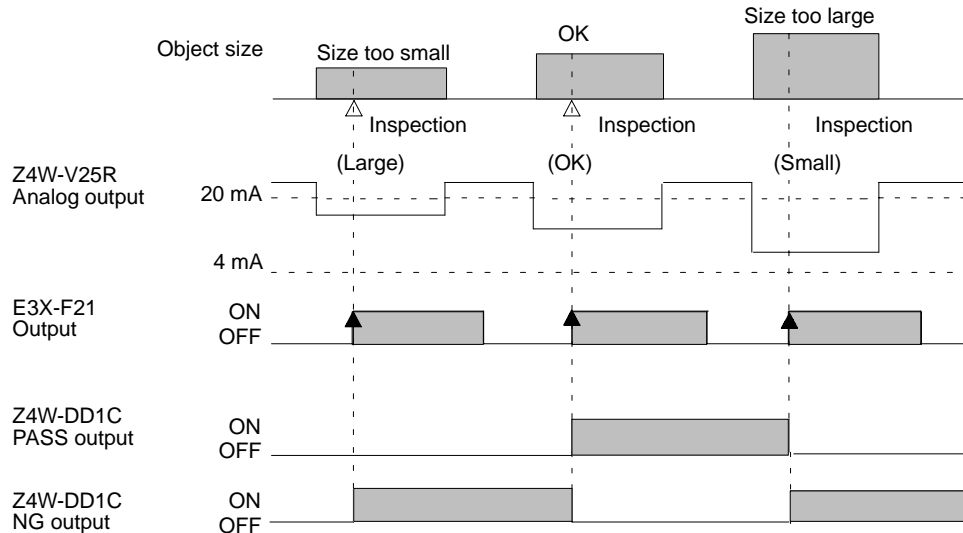 Size too large
OK
Object size
Size too small
Inspection Inspection Inspection
(Large) (OK) (Small)
Z4W-V25R
Analog output
20 mA
4 mA
E3X-F21
Output
ON
OFF
Z4W-DD1C
PASS output
ON
OFF
Z4W-DD1C
NG output
ON
OFF